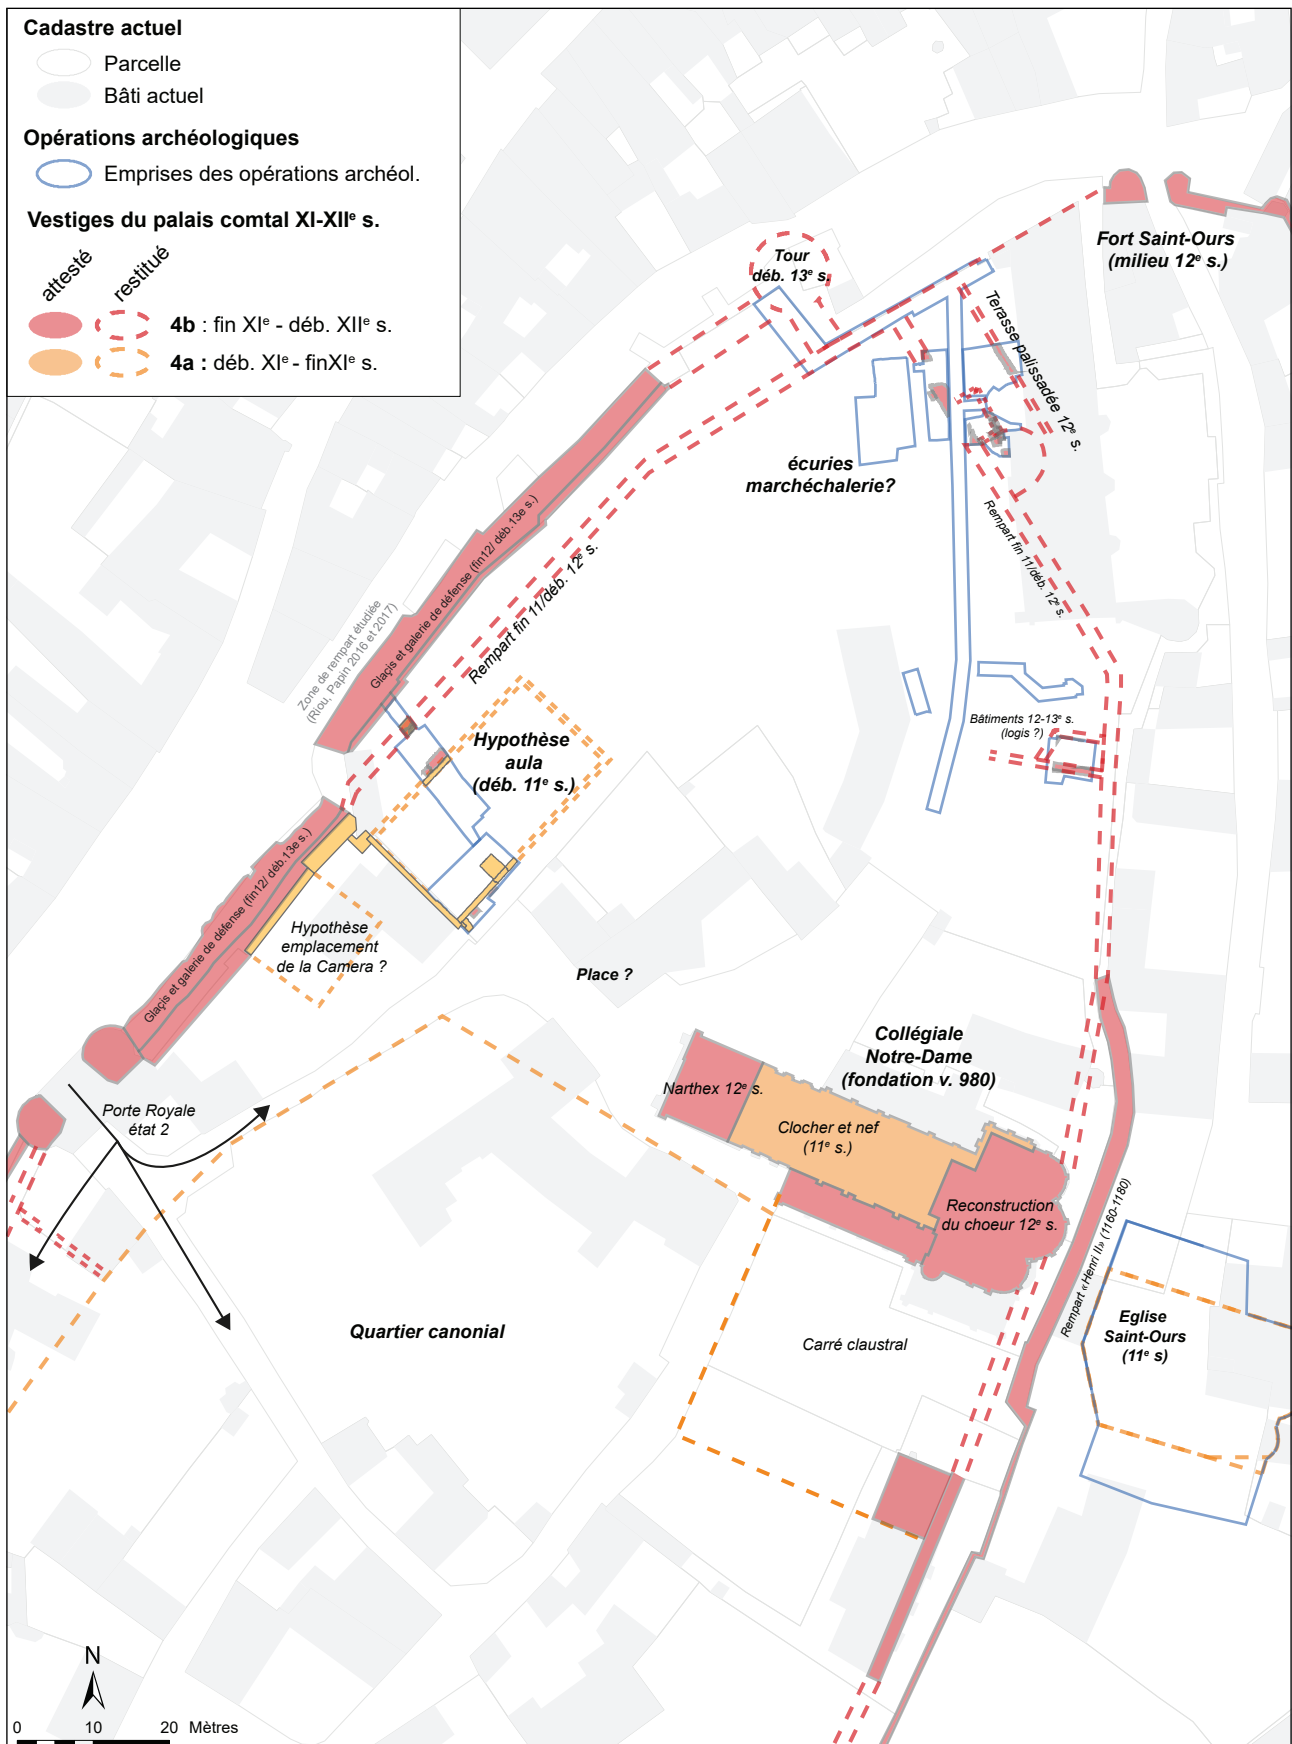 Cadastre actuel
Parcelle
Bâti actuel
Opérations archéologiques
Emprises des opérations archéol.
Vestiges du palais comtal XI-XIIe s.
attesté
restitué
4b : fin XIe - déb. XIIe s.
4a : déb. XIe - finXIe s.
Fort Saint-Ours
(milieu 12e s.)
Tour
déb. 13e s.
Terasse palissadée 12e s.
écuries
marchéchalerie?
Rempart fin 11/déb. 12e s.
Glaçis et galerie de défense (fin12/ déb.13e s.)
Rempart fin 11/déb. 12e s.
Zone de rempart étudiée
(Riou, Papin 2016 et 2017)
Bâtiments 12-13e s.
(logis ?)
Hypothèse
aula
(déb. 11e s.)
Glaçis et galerie de défense (fin12/ déb.13e s.)
Hypothèse
emplacement
de la Camera ?
Place ?
Collégiale
Notre-Dame
(fondation v. 980)
Narthex 12e s.
Clocher et nef
(11e s.)
Porte Royale
état 2
Reconstruction
du choeur 12e s.
Rempart «Henri II» (1160-1180)
Eglise
Saint-Ours
(11e s)
Quartier canonial
Carré claustral
N
0 10 20 Mètres